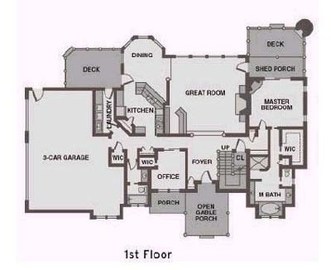 DECK
DINING
DECK
SHED PORCH
GREAT ROOM
MASTER
BEDROOM
LAUNDRY
KITCHEN
3-CAR GARAGE
WIC
WIC
OFFICE
FOYER
UP
CL
WIC
M BATH
PORCH
OPEN
GABLE
PORCH
1st Floor